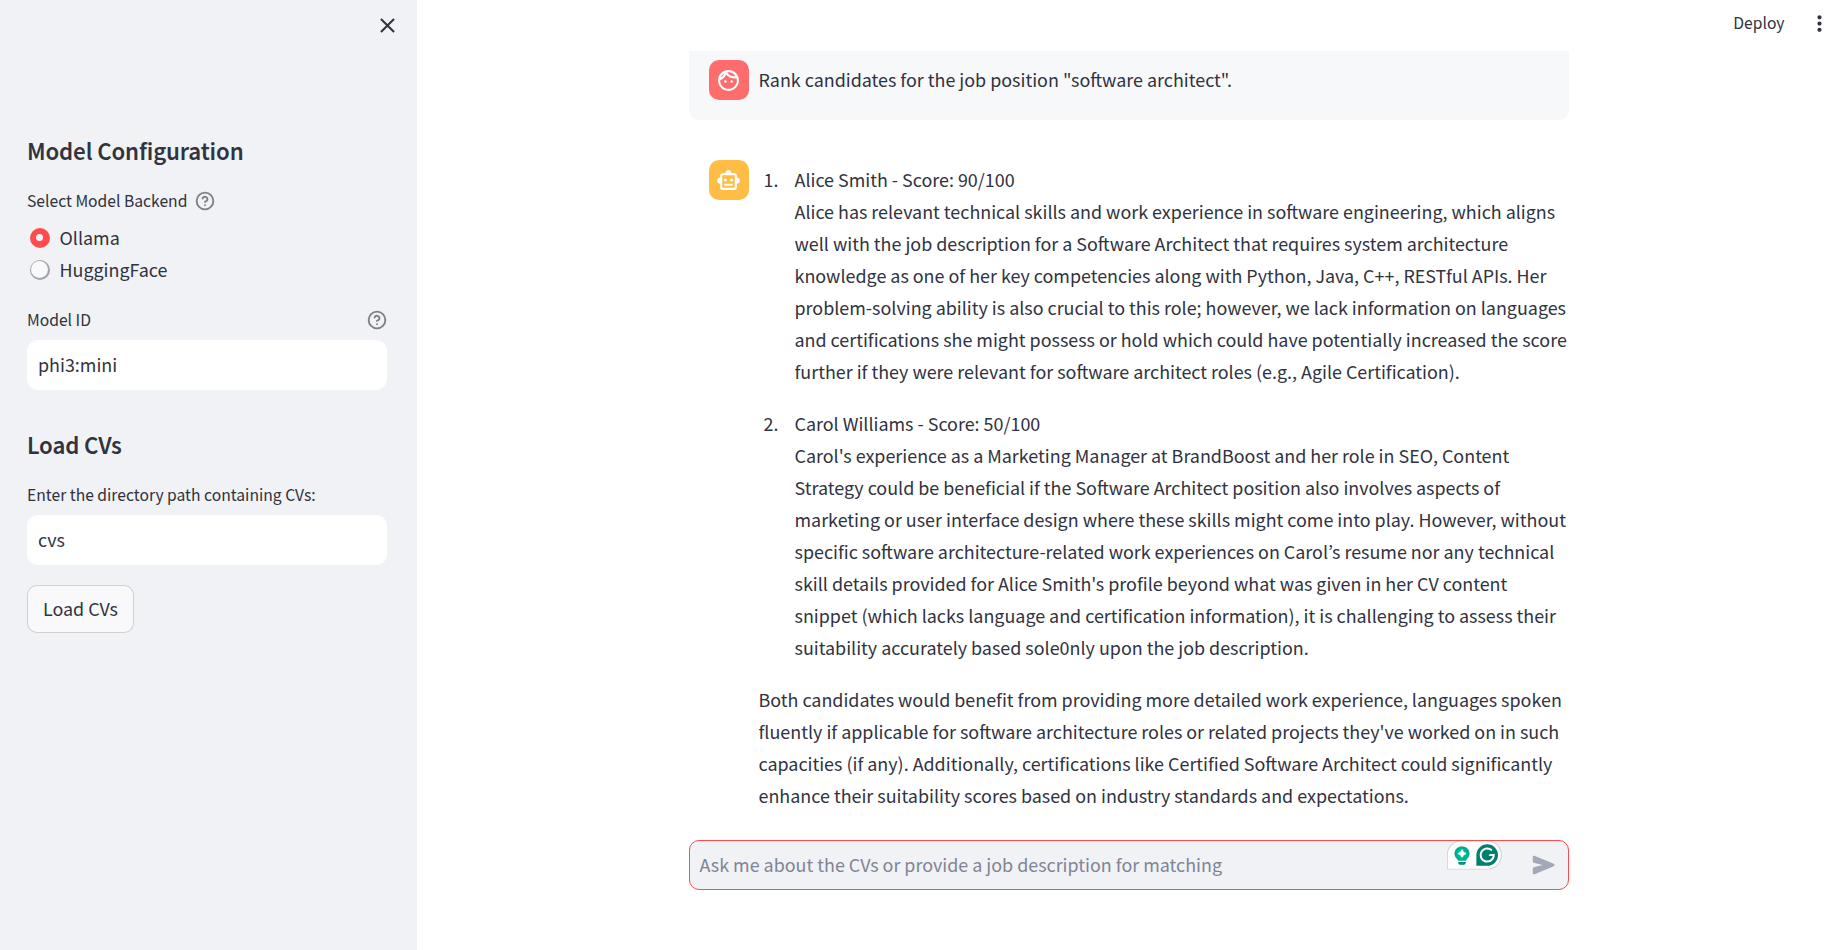 Deploy
Model Configuration
Select Model Backend
Ollama
HuggingFace
Model ID
phi3:mini
Load CVs
Enter the directory path containing CVs:
cvs
Load CVs
Rank candidates for the job position "software architect".
1. Alice Smith - Score: 90/100
Alice has relevant technical skills and work experience in software engineering, which aligns
well with the job description for a Software Architect that requires system architecture
knowledge as one of her key competencies along with Python, Java, C++, RESTful APIs. Her
problem-solving ability is also crucial to this role; however, we lack information on languages
and certifications she might possess or hold which could have potentially increased the score
further if they were relevant for software architect roles (e.g., Agile Certification).
2. Carol Williams - Score: 50/100
Carol's experience as a Marketing Manager at BrandBoost and her role in SEO, Content
Strategy could be beneficial if the Software Architect position also involves aspects of
marketing or user interface design where these skills might come into play. However, without
specific software architecture-related work experiences on Carol’s resume nor any technical
skill details provided for Alice Smith's profile beyond what was given in her CV content
snippet (which lacks language and certification information), it is challenging to assess their
suitability accurately based sole0nly upon the job description.
Both candidates would benefit from providing more detailed work experience, languages spoken
fluently if applicable for software architecture roles or related projects they've worked on in such
capacities (if any). Additionally, certifications like Certified Software Architect could significantly
enhance their suitability scores based on industry standards and expectations.
Ask me about the CVs or provide a job description for matching